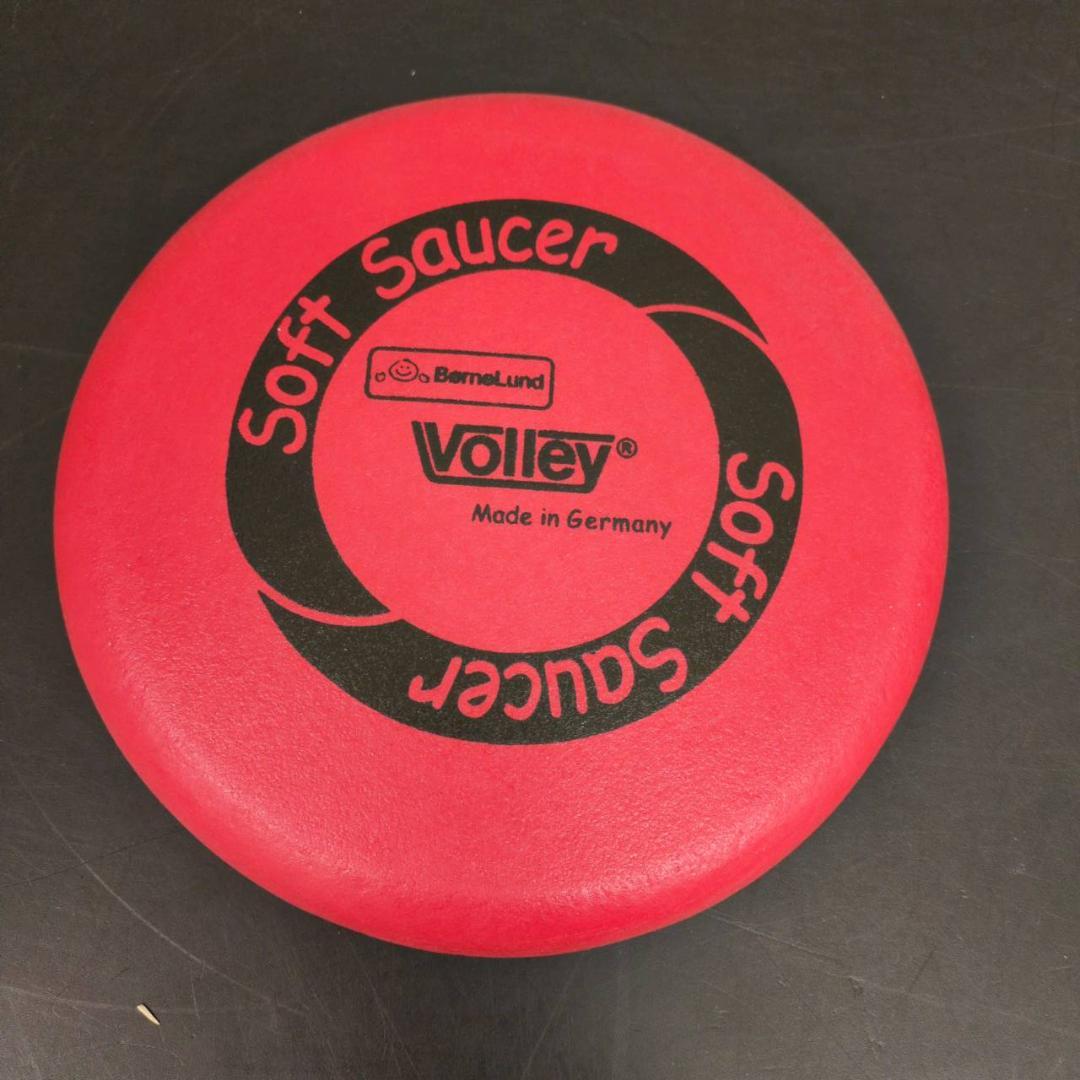 Soft Saucer
BørneLund
Volley®
Made in Germany
Soft Saucer